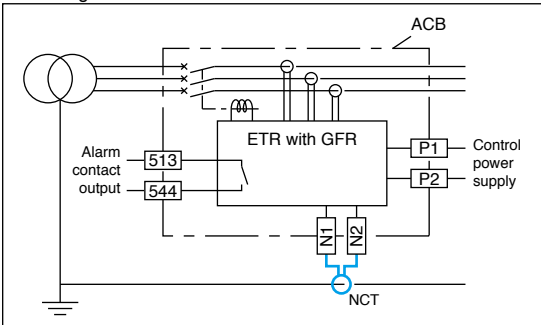 ACB
ETR with GFR
Alarm
contact
output
513
544
P1
P2
Control
power
supply
N1
N2
NCT